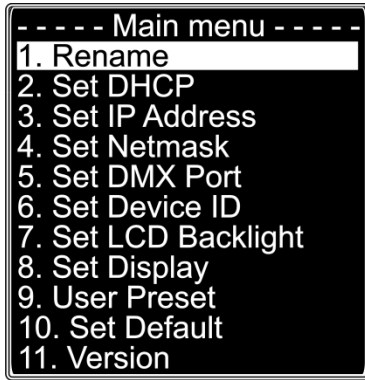 - - - - - Main menu - - - - -
1. Rename
2. Set DHCP
3. Set IP Address
4. Set Netmask
5. Set DMX Port
6. Set Device ID
7. Set LCD Backlight
8. Set Display
9. User Preset
10. Set Default
11. Version